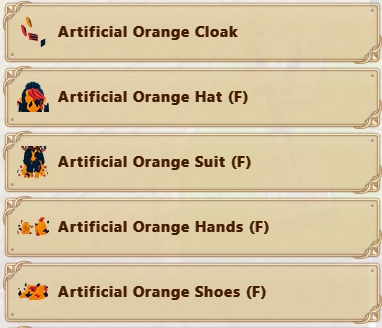 Artificial Orange Cloak
Artificial Orange Hat (F)
Artificial Orange Suit (F)
Artificial Orange Hands (F)
Artificial Orange Shoes (F)